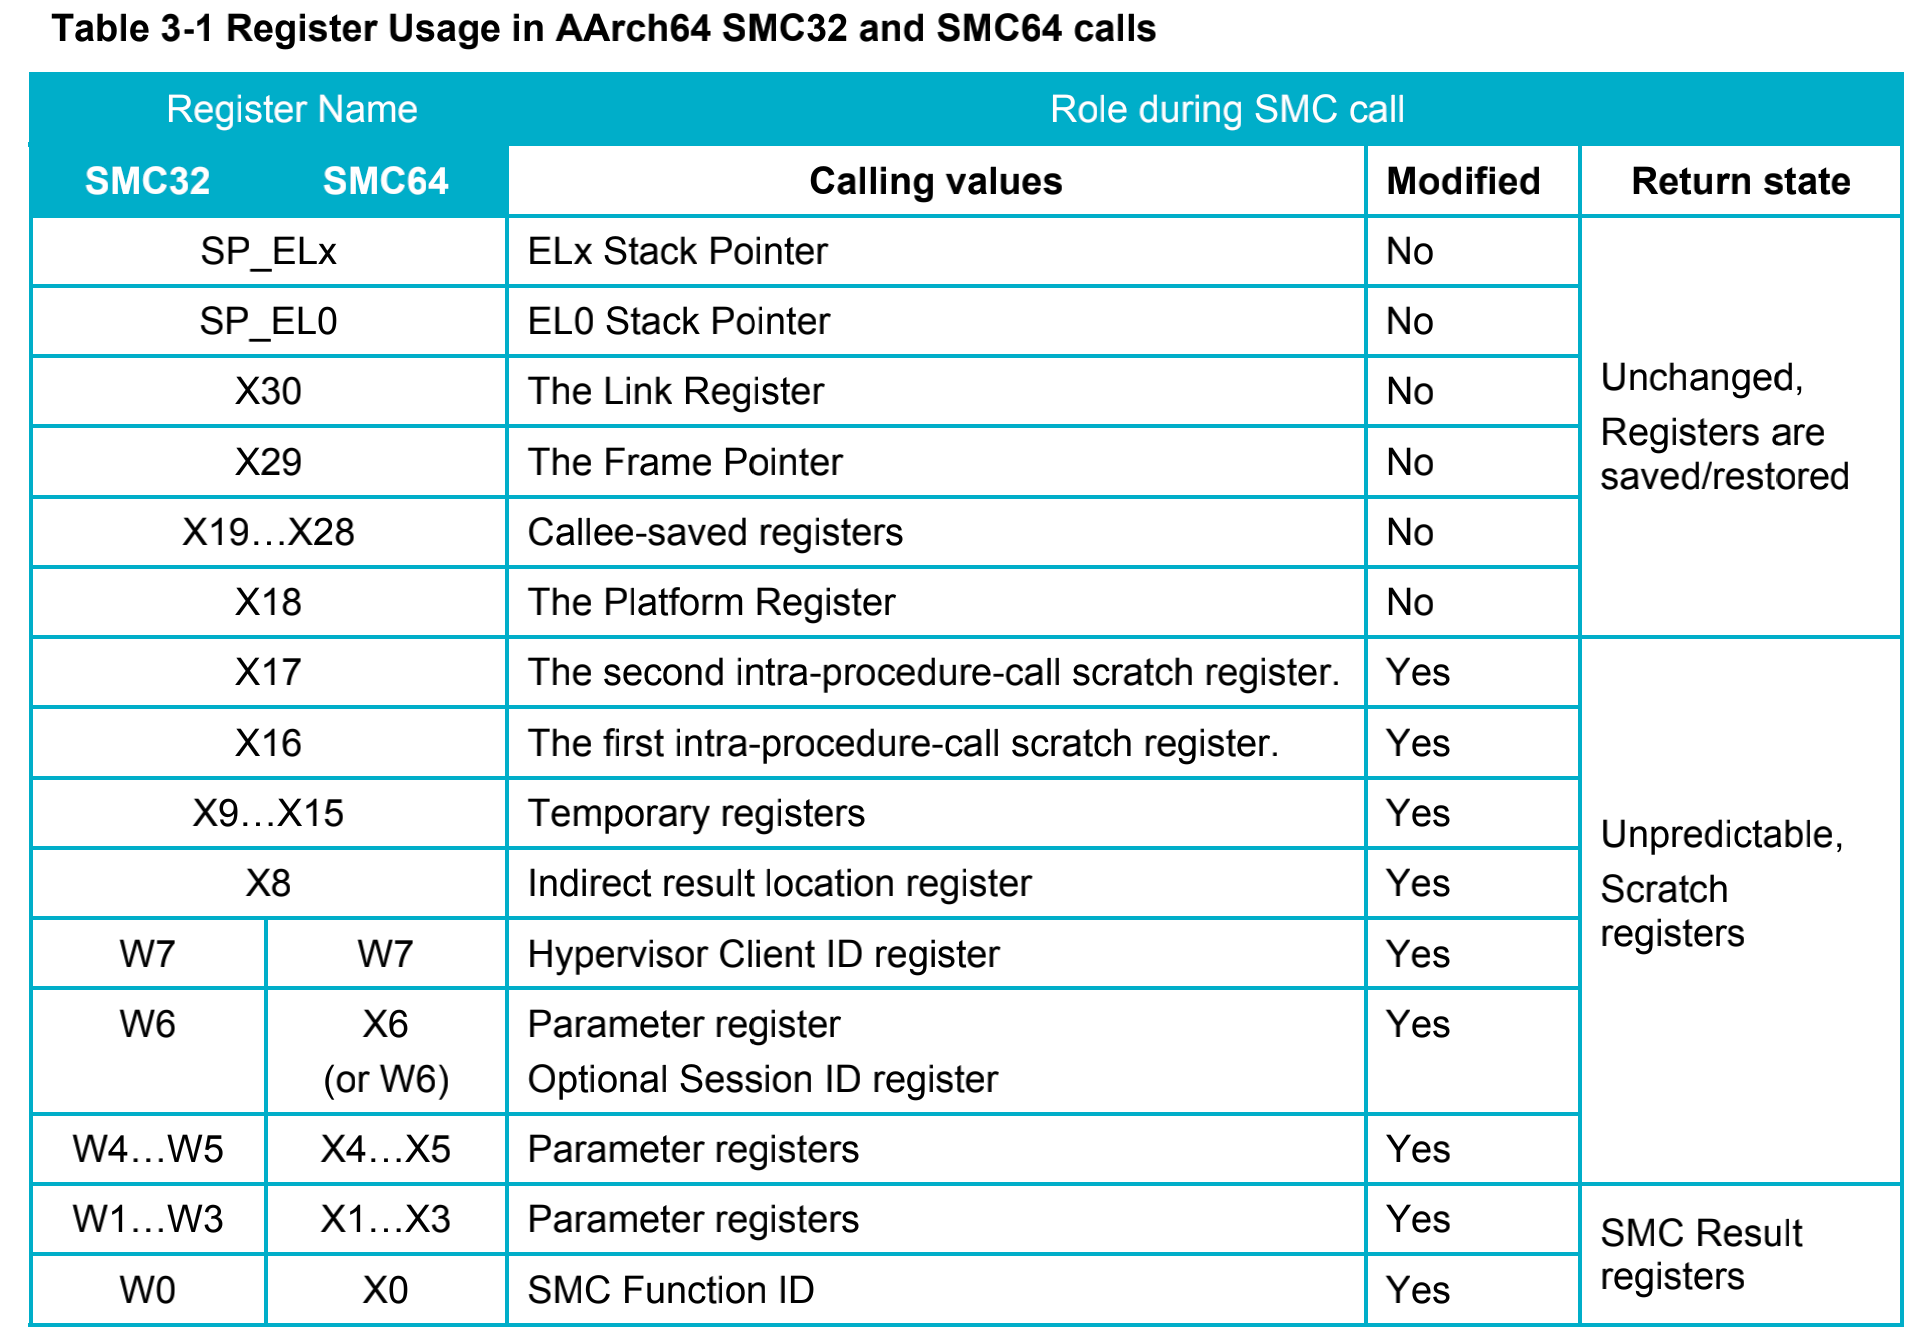 Table 3-1 Register Usage in AArch64 SMC32 and SMC64 calls
Register Name Role during SMC call
SMC32 SMC64 Calling values Modified Return state
SP_ELx ELx Stack Pointer No
SP_EL0 EL0 Stack Pointer No
X30 The Link Register No
X29 The Frame Pointer No
X19…X28 Callee-saved registers No
X18 The Platform Register No
Unchanged,
Registers are
saved/restored
X17 The second intra-procedure-call scratch register. Yes
X16 The first intra-procedure-call scratch register. Yes
X9…X15 Temporary registers Yes
X8 Indirect result location register Yes
W7 W7 Hypervisor Client ID register Yes
W6 X6 Parameter register Yes
(or W6) Optional Session ID register
W4…W5 X4…X5 Parameter registers Yes
Unpredictable,
Scratch
registers
W1…W3 X1…X3 Parameter registers Yes
W0 X0 SMC Function ID Yes
SMC Result
registers